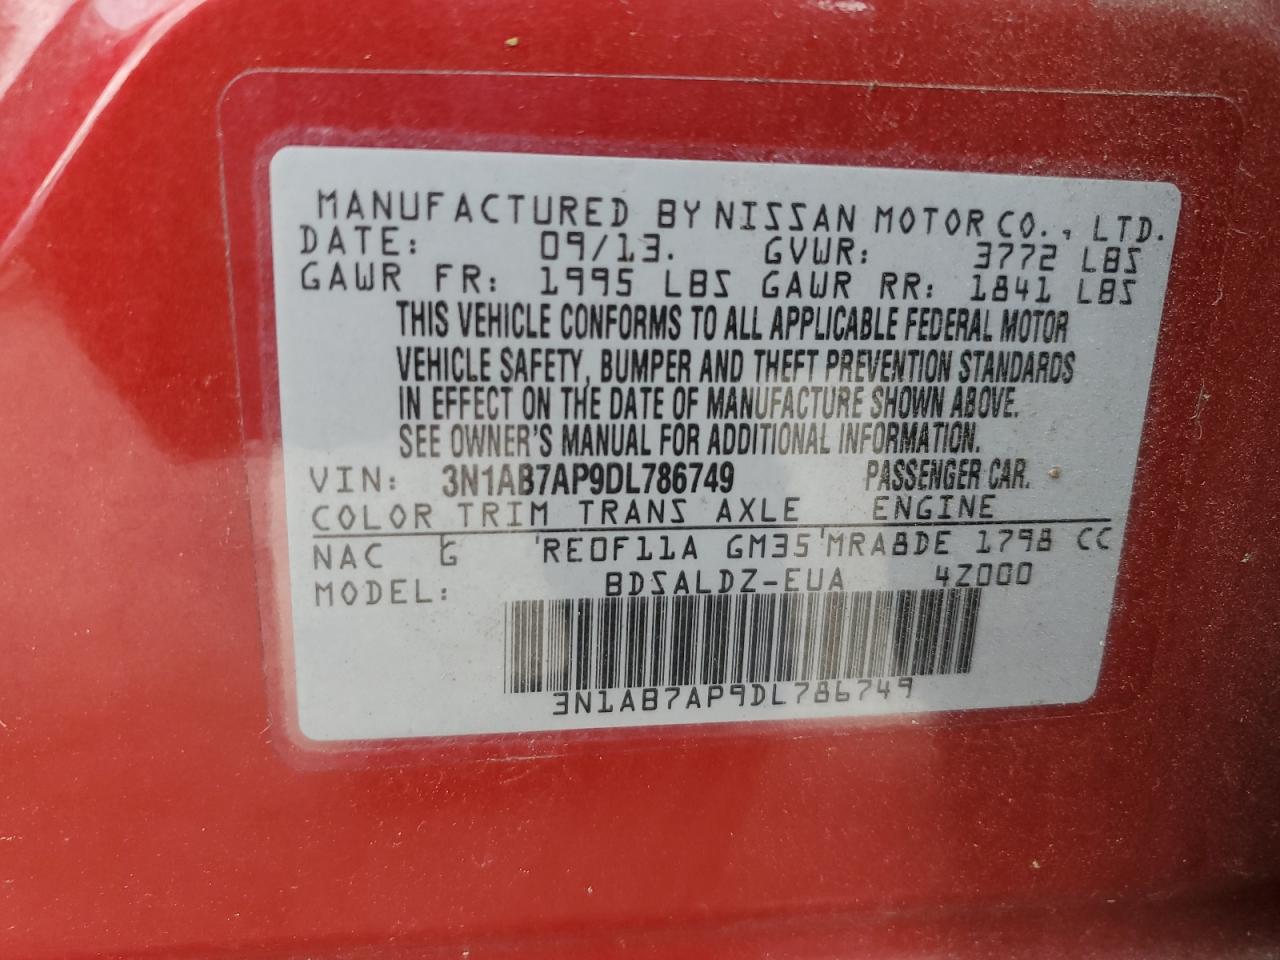 MANUFACTURED BY NISSAN MOTOR CO., LTD.
DATE: 09/13. GVWR: 3772 LBS
GAWR FR: 1995 LBS GAWR RR: 1841 LBS
THIS VEHICLE CONFORMS TO ALL APPLICABLE FEDERAL MOTOR
VEHICLE SAFETY, BUMPER AND THEFT PREVENTION STANDARDS
IN EFFECT ON THE DATE OF MANUFACTURE SHOWN ABOVE.
SEE OWNER'S MANUAL FOR ADDITIONAL INFORMATION.
VIN: 3N1AB7AP9DL786749 PASSENGER CAR.
COLOR TRIM TRANS AXLE ENGINE
NAC G 'RE0F11A GM35'MRA8DE 1798 CC
MODEL: BDSALDZ-EUA 4Z000
3N1AB7AP9DL786749